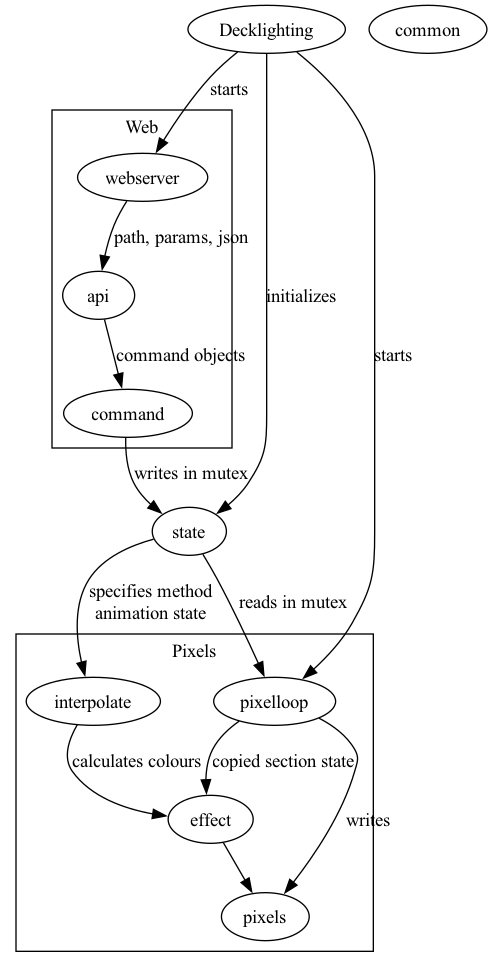 Decklighting
common
starts
Web
webserver
path, params, json
api
initializes
command objects
starts
command
writes in mutex
state
specifies method
animation state
reads in mutex
Pixels
interpolate
pixelloop
calculates colours
copied section state
effect
writes
pixels